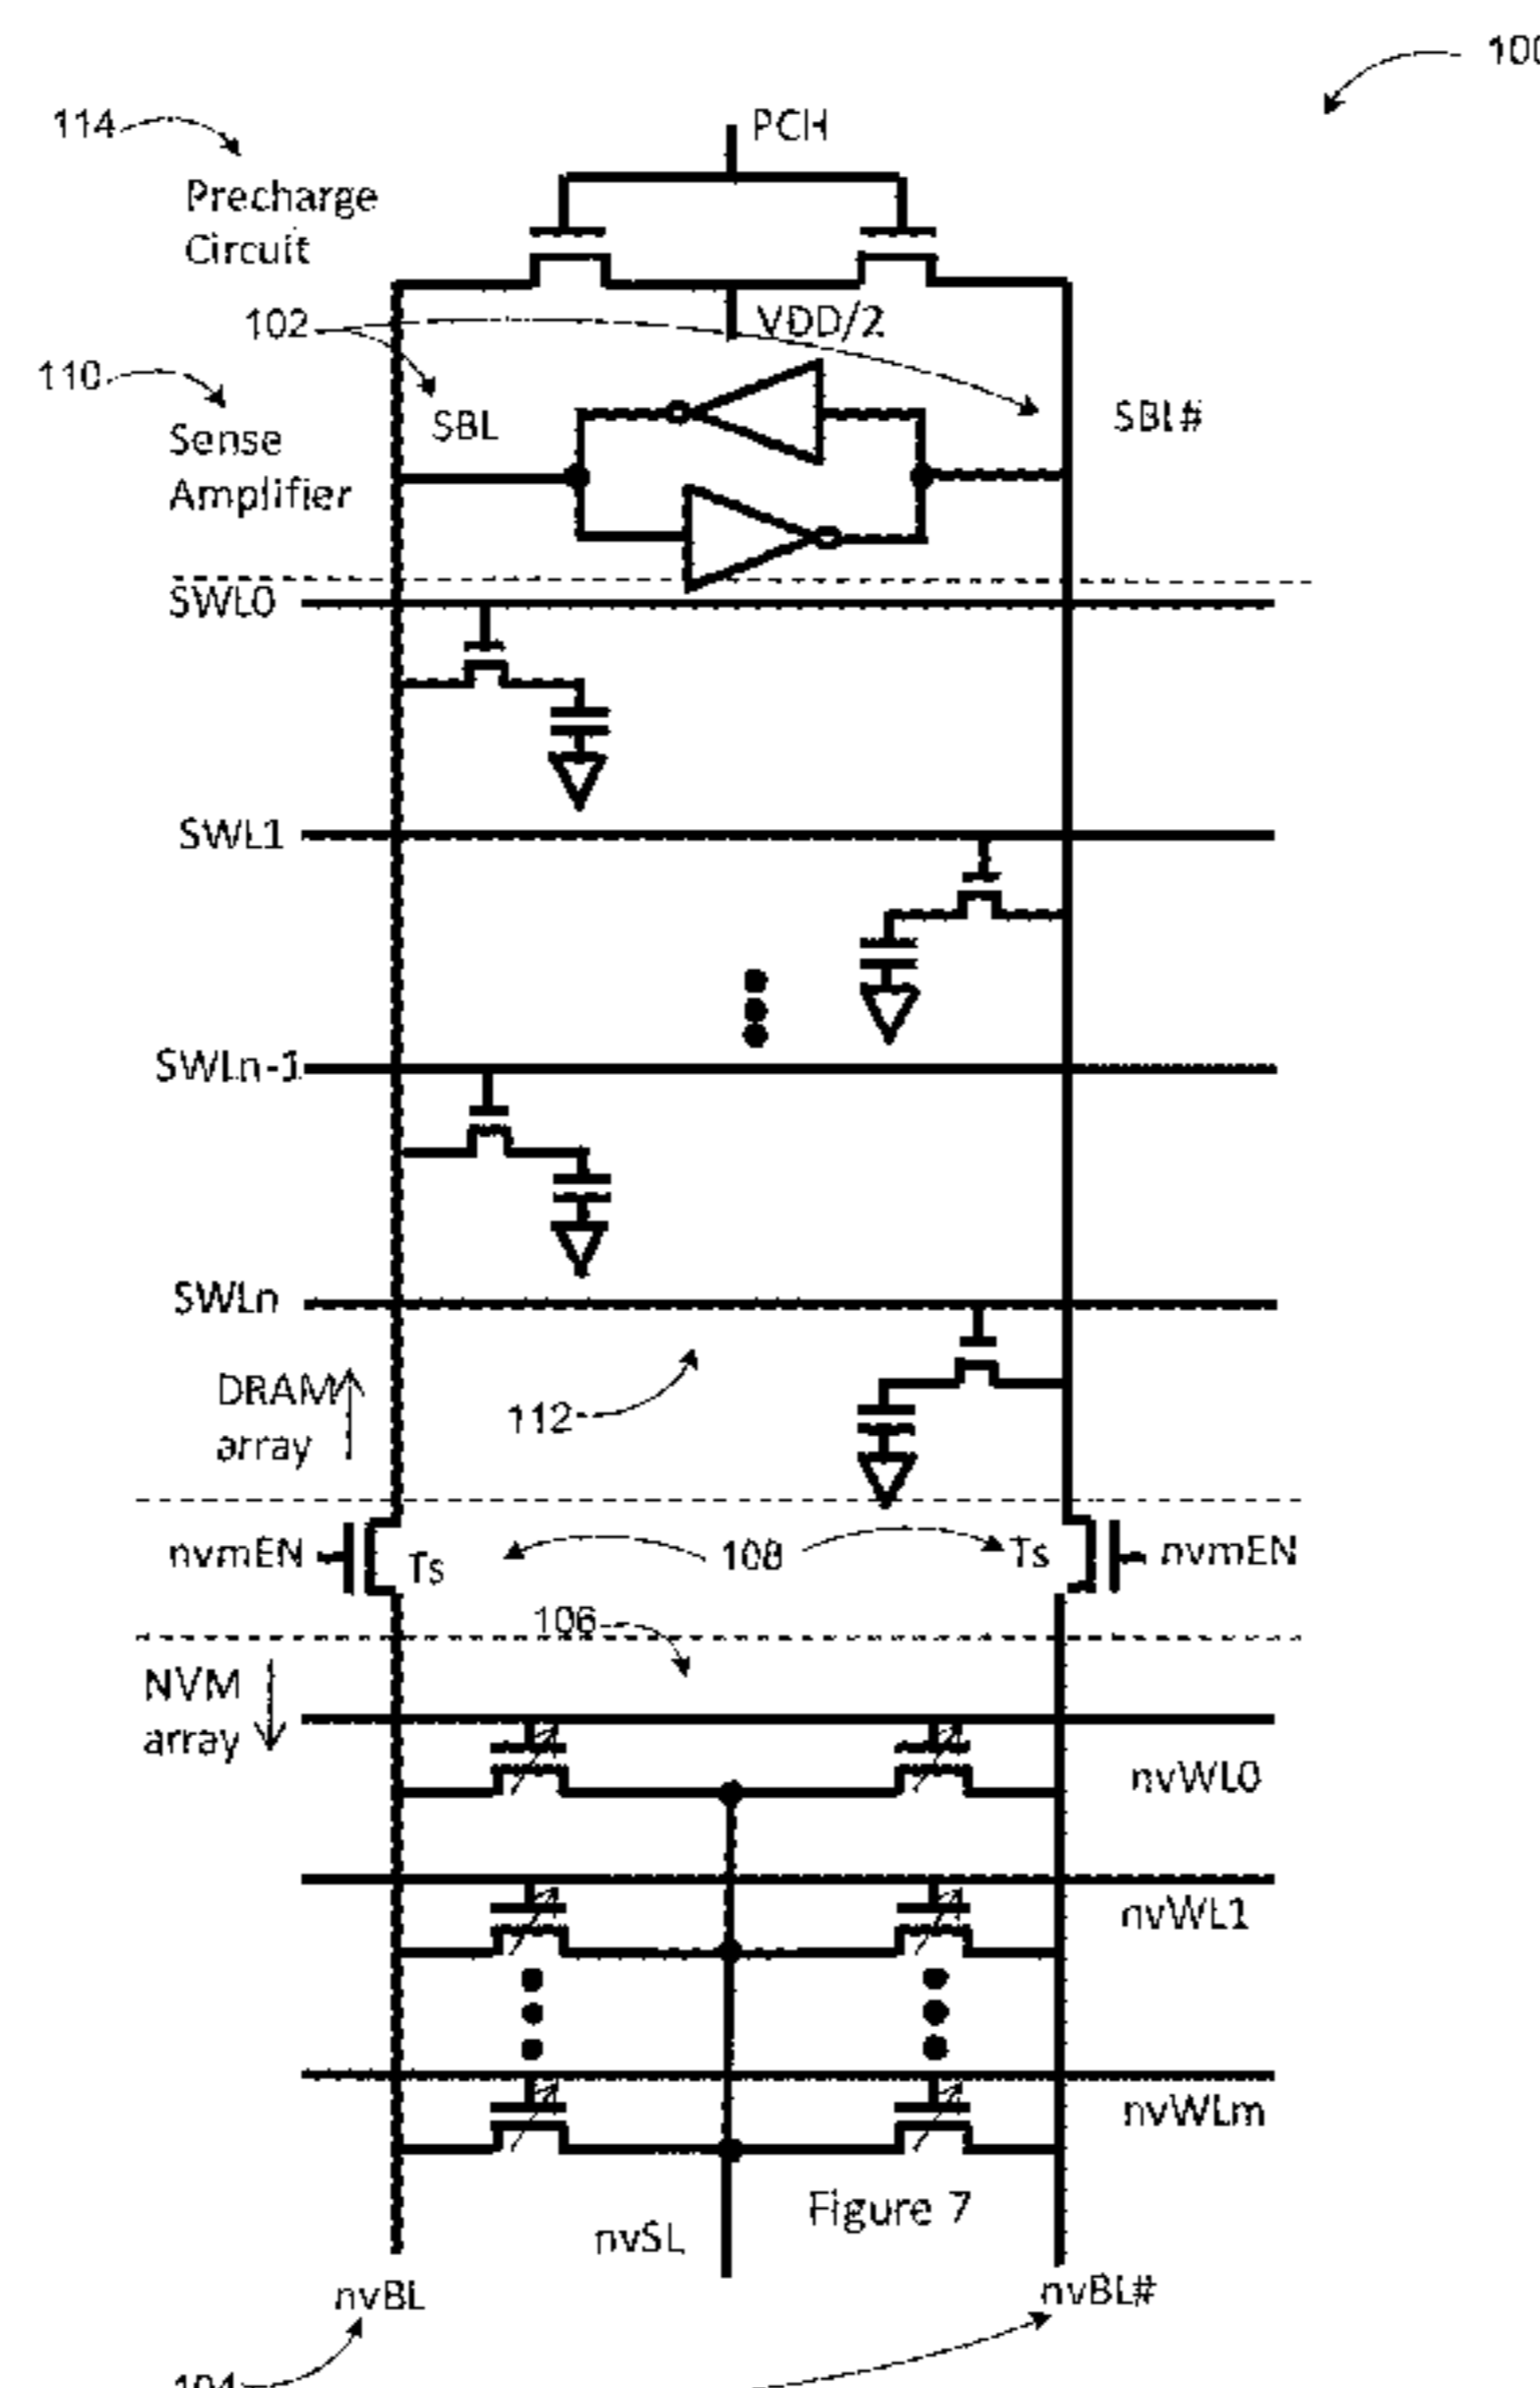 100
114
PCH
Precharge
Circuit
102
VDD/2
110
SBL
SBL#
Sense
Amplifier
SWL0
SWL1
SWLn-1
SWLn
DRAM
array
112
nvmEN
Ts
108
Ts
nvmEN
106
NVM
array
nvWL0
nvWL1
nvWLm
Figure 7
nvSL
nvBL
nvBL#
104